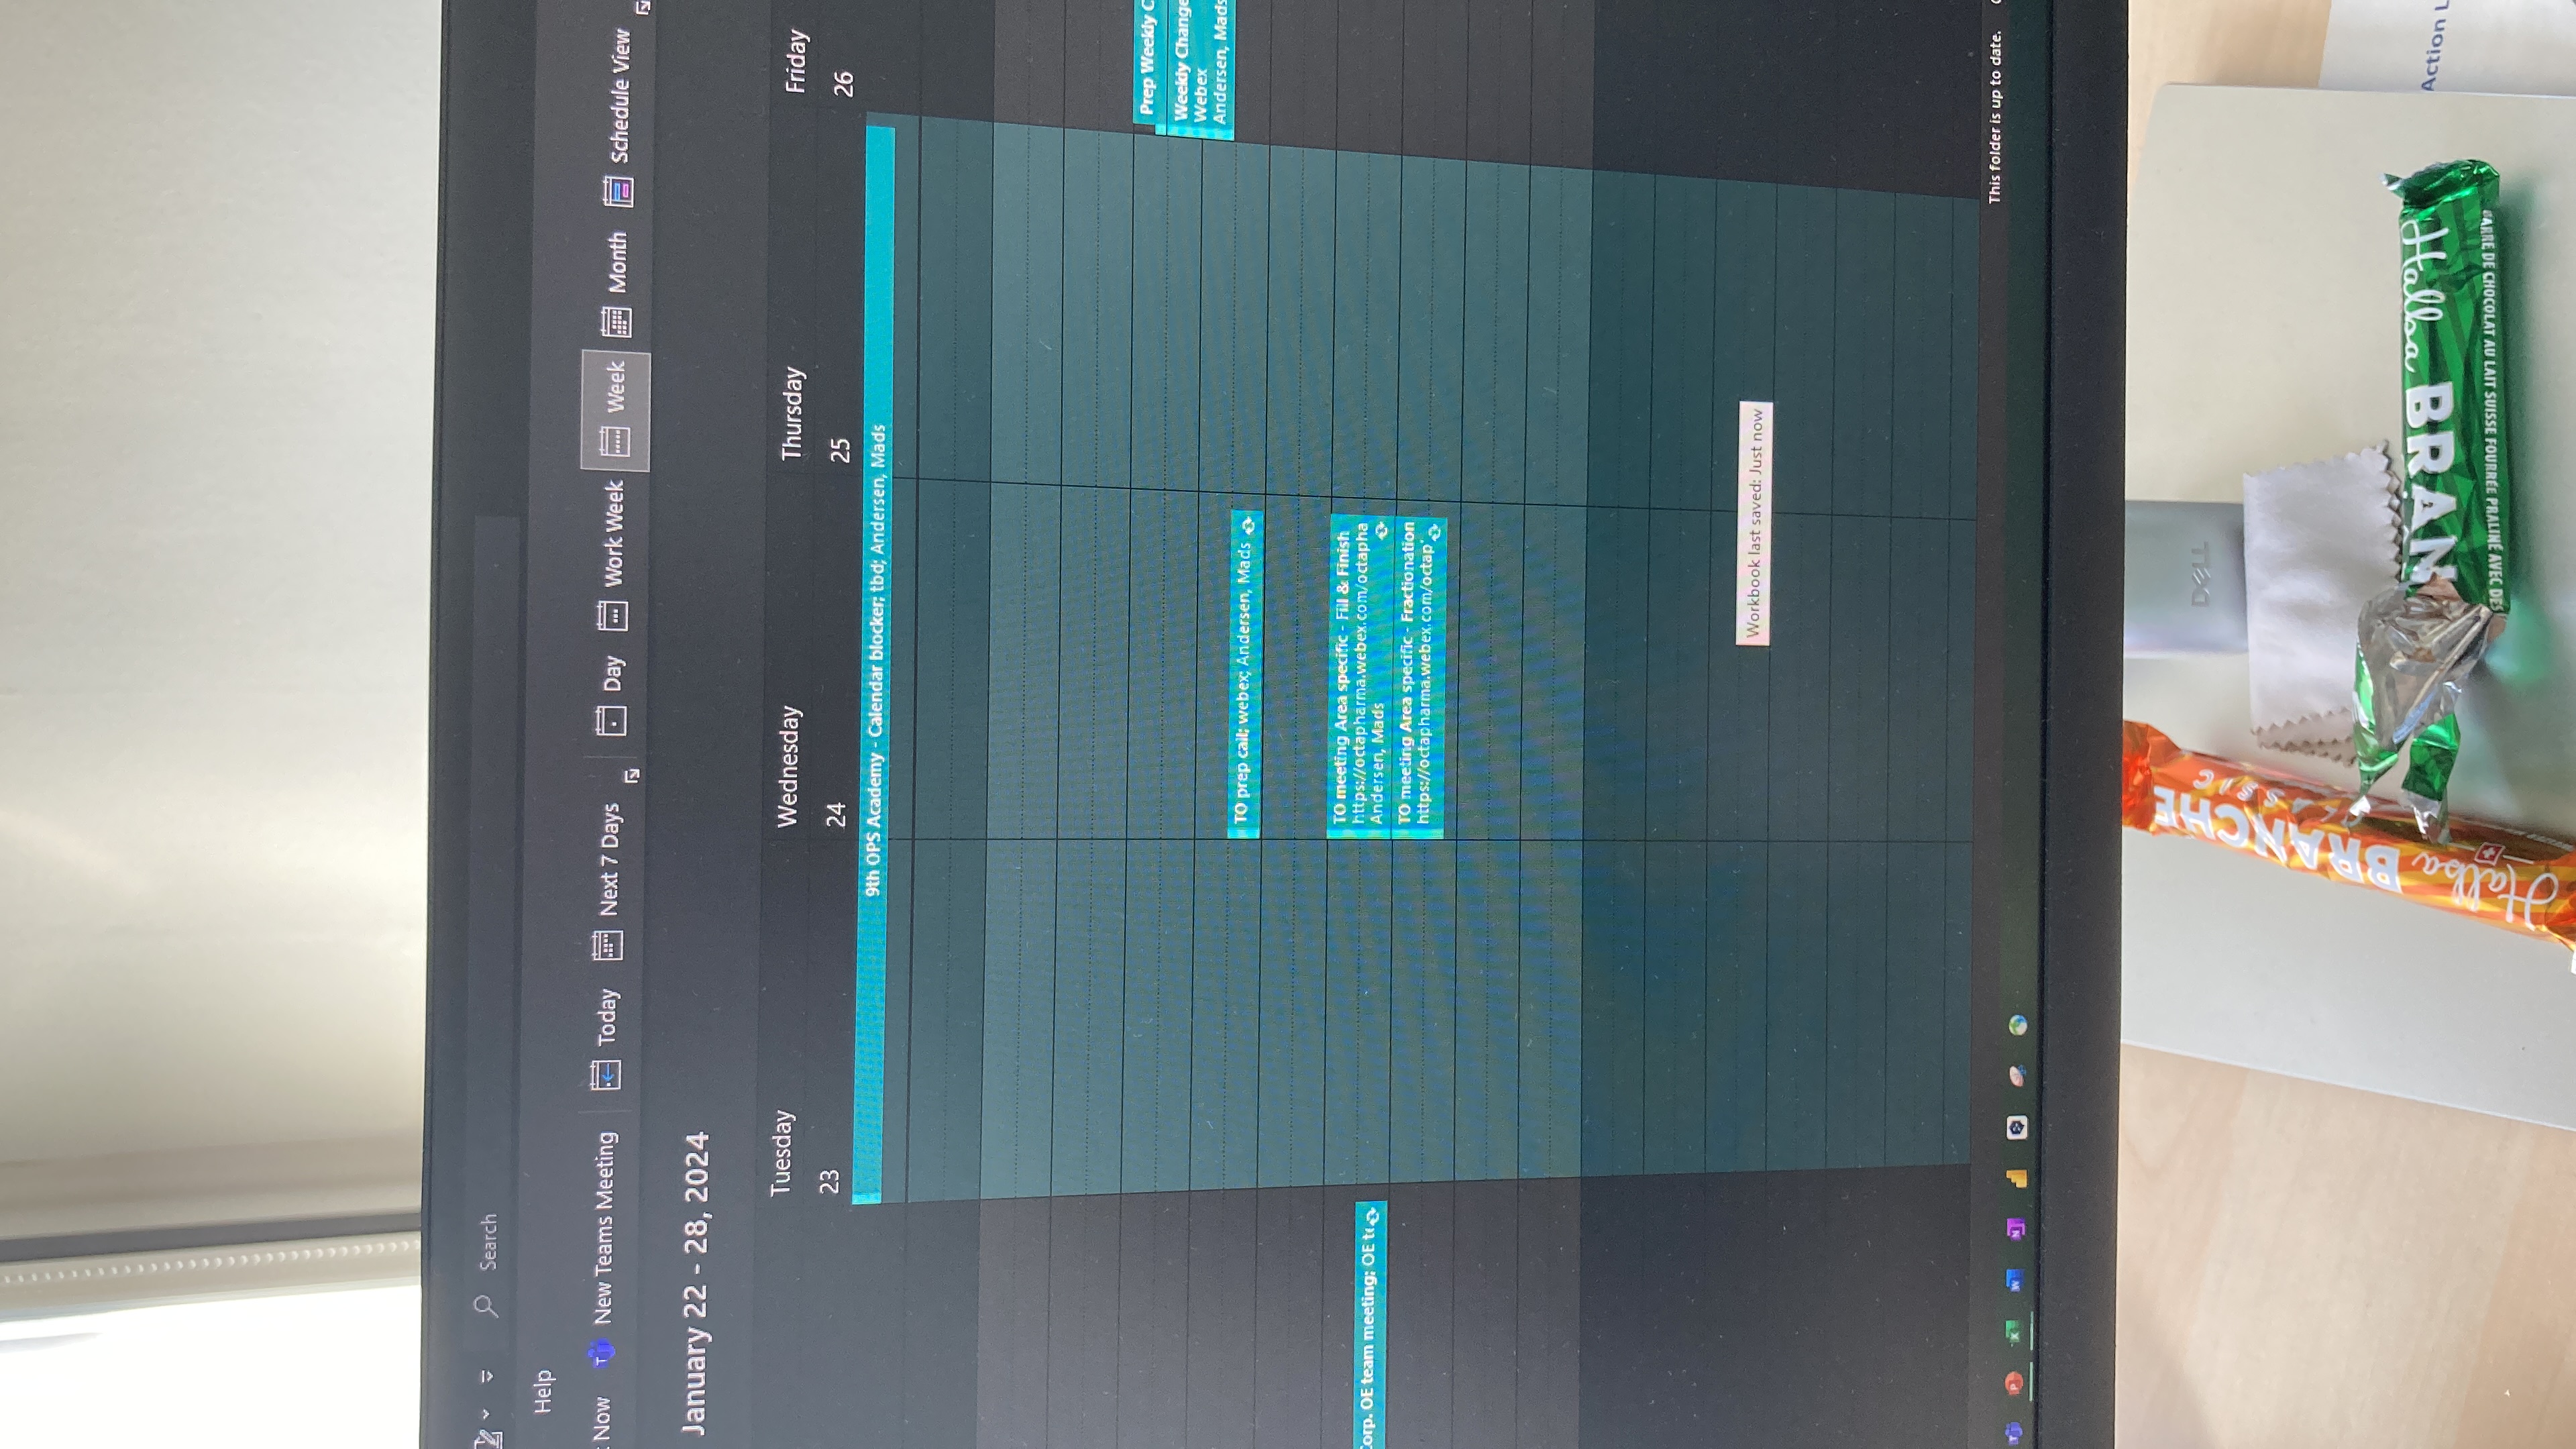 Search
Help
Now
New Teams Meeting
Today
Next 7 Days
Day
Work Week
Week
Month
Schedule View
January 22 - 28, 2024
Tuesday
Wednesday
Thursday
Friday
23
24
25
26
9th OPS Academy - Calendar blocker; tbd; Andersen, Mads
Prep Weekly C
Weekly Change
Webex
Andersen, Mads
TO prep call; webex; Andersen, Mads
TO meeting Area specific - Fill & Finish
https://octapharma.webex.com/octapha
Andersen, Mads
Corp. OE team meeting; OE te
TO meeting Area specific - Fractionation
https://octapharma.webex.com/octap
Workbook last saved: Just now
This folder is up to date.
DELL
Halba BRANCHE
CLASSIC
Halba BRAN
BARRE DE CHOCOLAT AU LAIT SUISSE FOURRÉE PRALINE AVEC DES
Action L